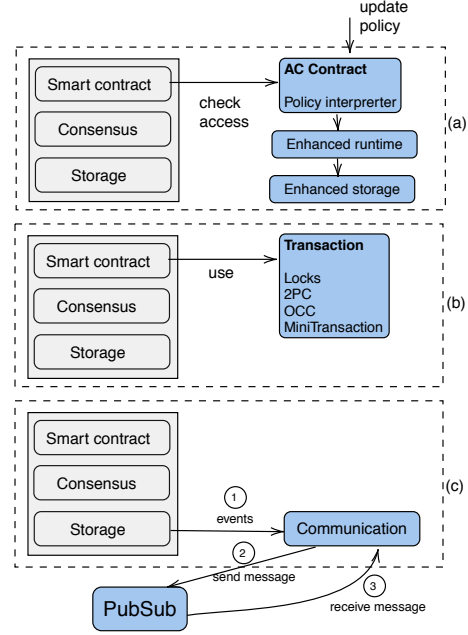 update
policy
Smart contract
Consensus
Storage
check
access
AC Contract
Policy interprerter
Enhanced runtime
Enhanced storage
(a)
Smart contract
Consensus
Storage
use
Transaction
Locks
2PC
OCC
MiniTransaction
(b)
Smart contract
Consensus
Storage
1
events
Communication
(c)
2
send message
PubSub
3
receive message